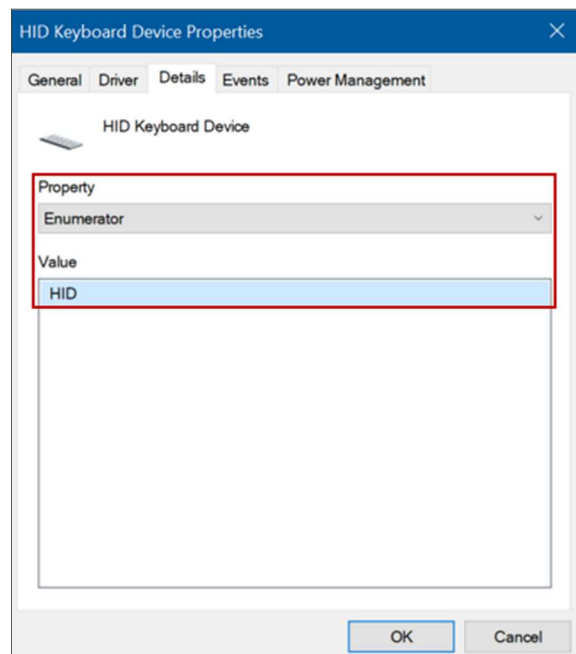 HID Keyboard Device Properties
General Driver Details Events Power Management
HID Keyboard Device
Property
Enumerator
Value
HID
OK Cancel